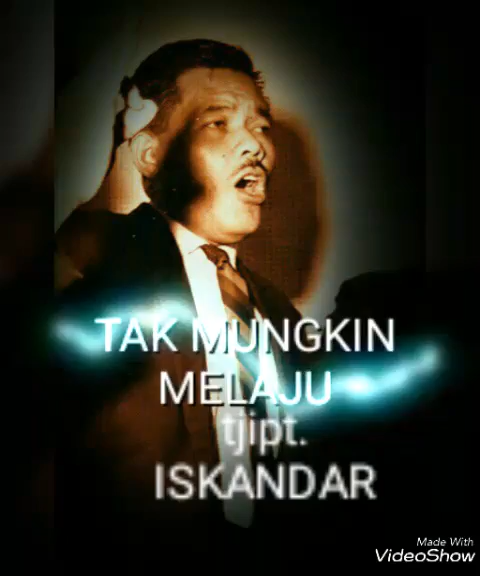 TAK MUNGKIN
MELAJU
tjipt.
ISKANDAR
Made With
VideoShow